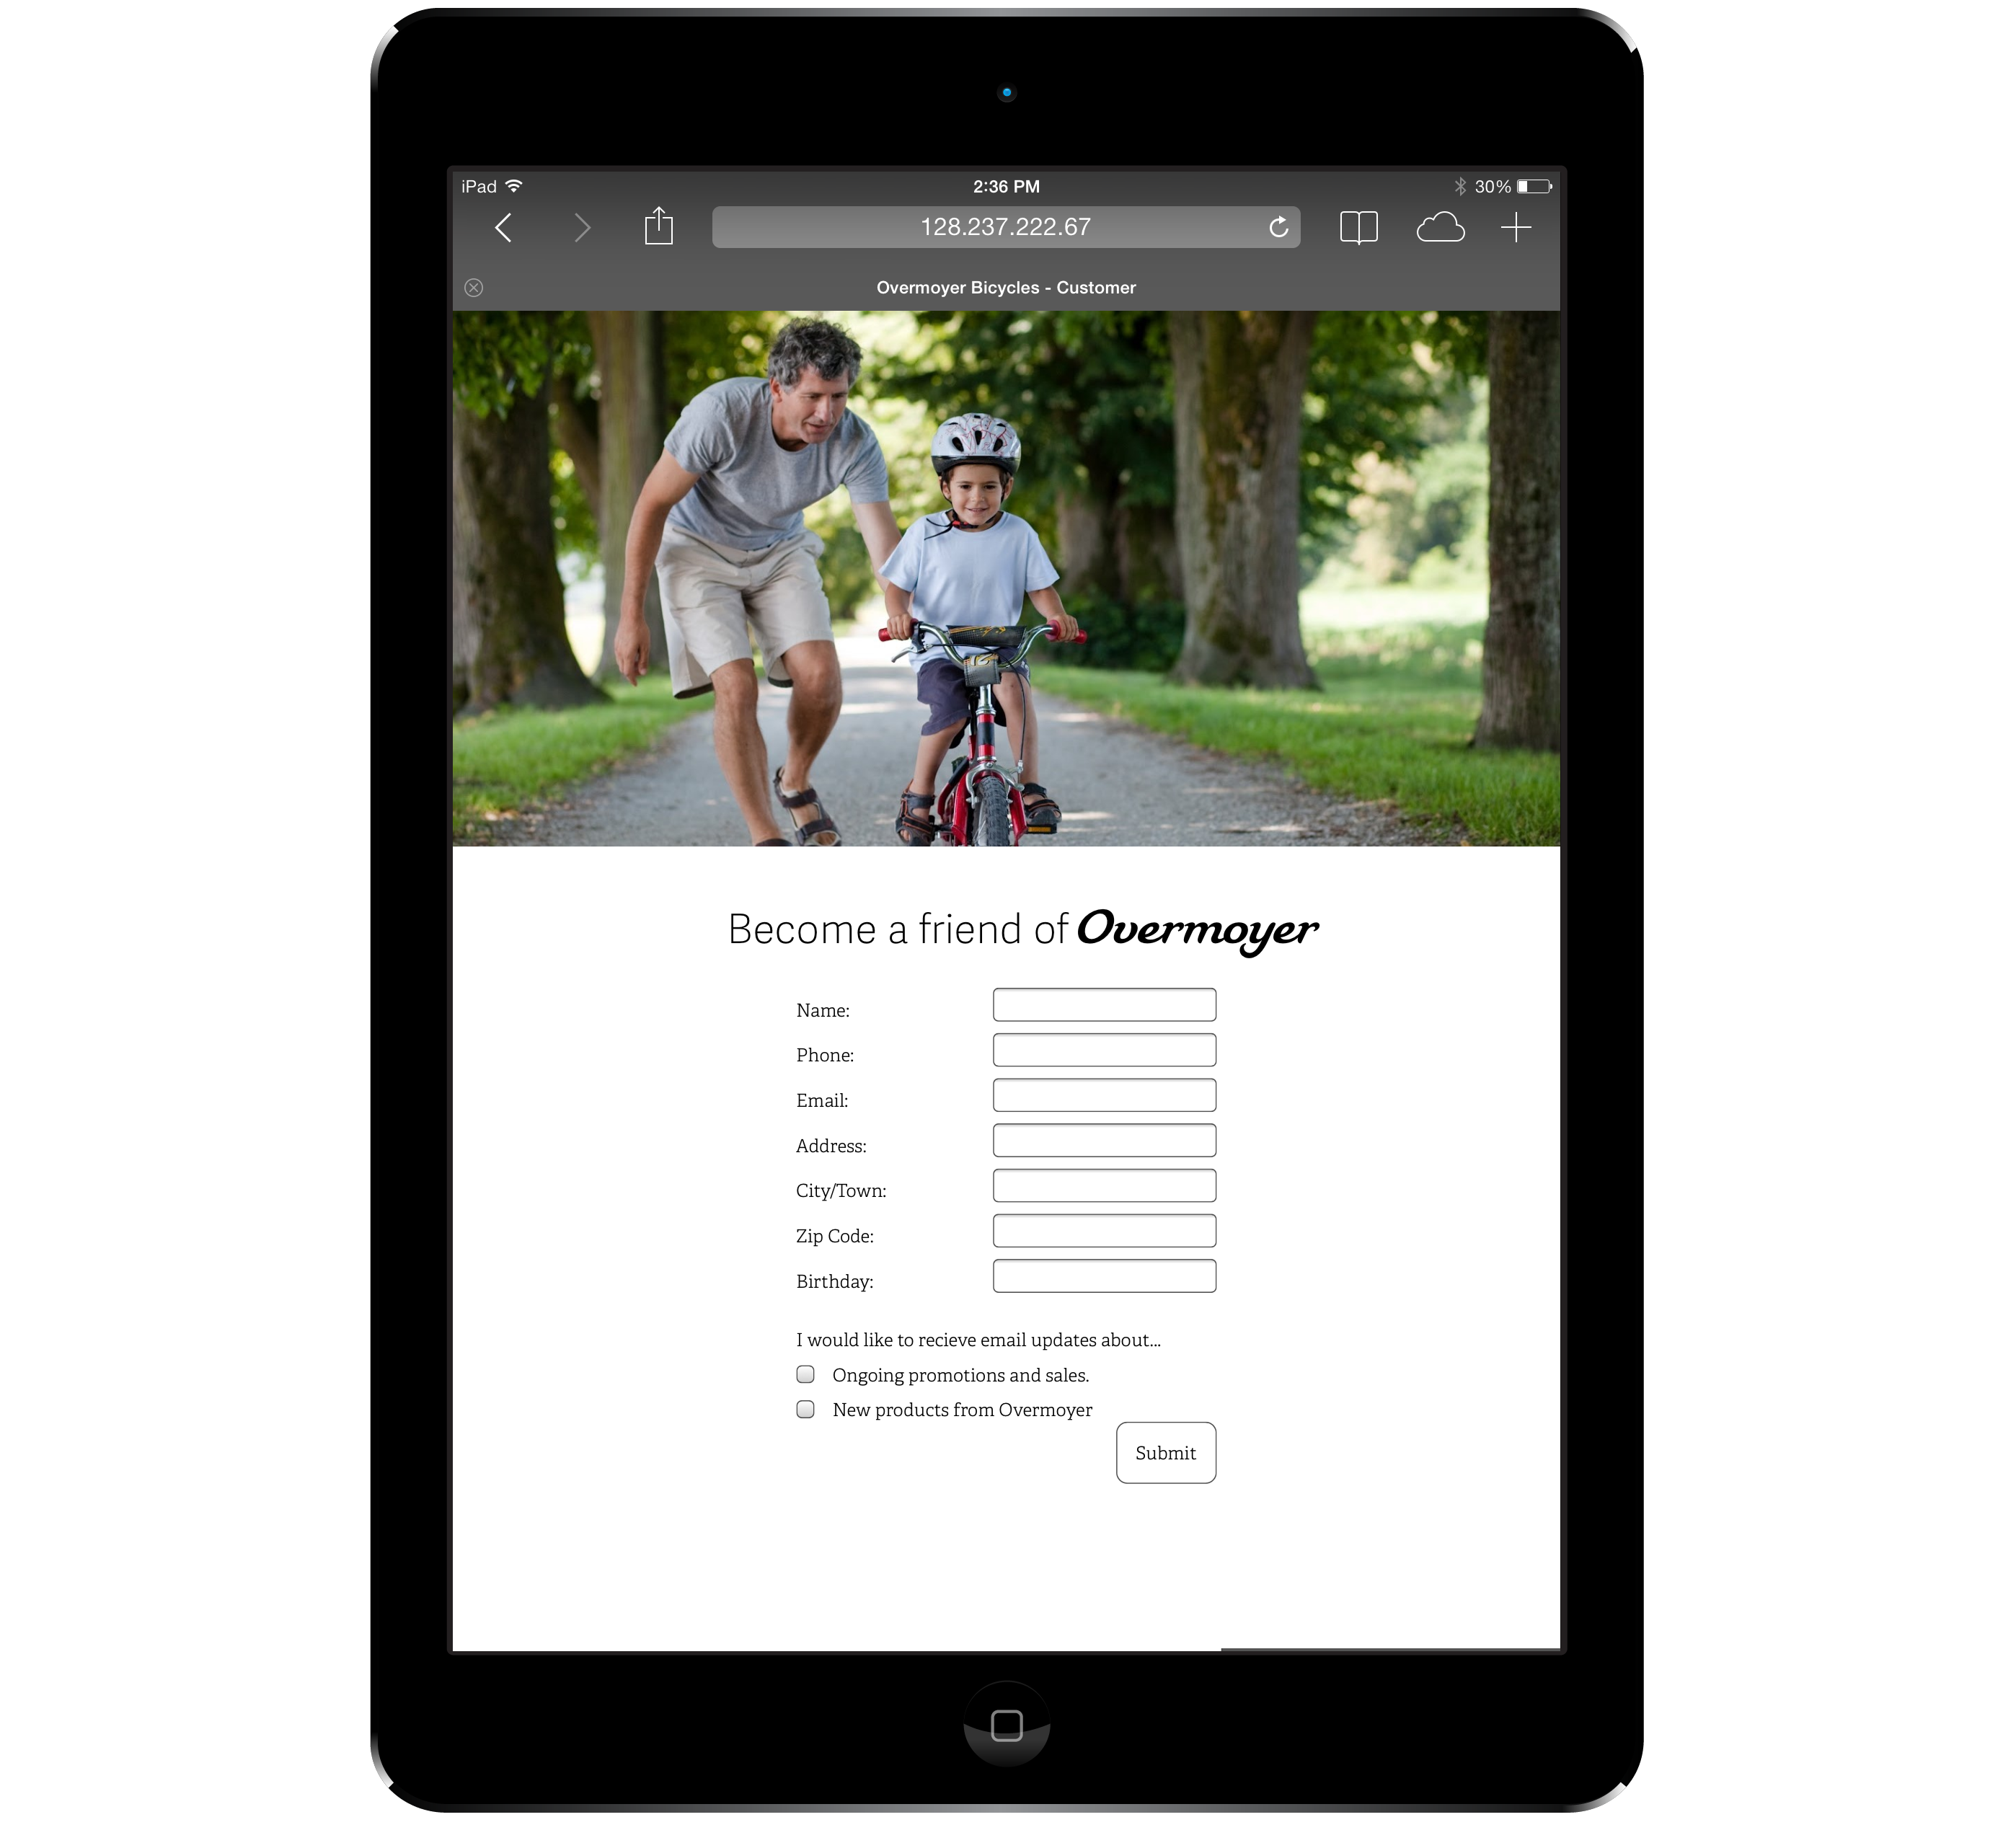 iPad 2:36 PM 30%
128.237.222.67
Overmoyer Bicycles - Customer
Become a friend of Overmoyer
Name:
Phone:
Email:
Address:
City/Town:
Zip Code:
Birthday:
I would like to recieve email updates about...
Ongoing promotions and sales.
New products from Overmoyer
Submit